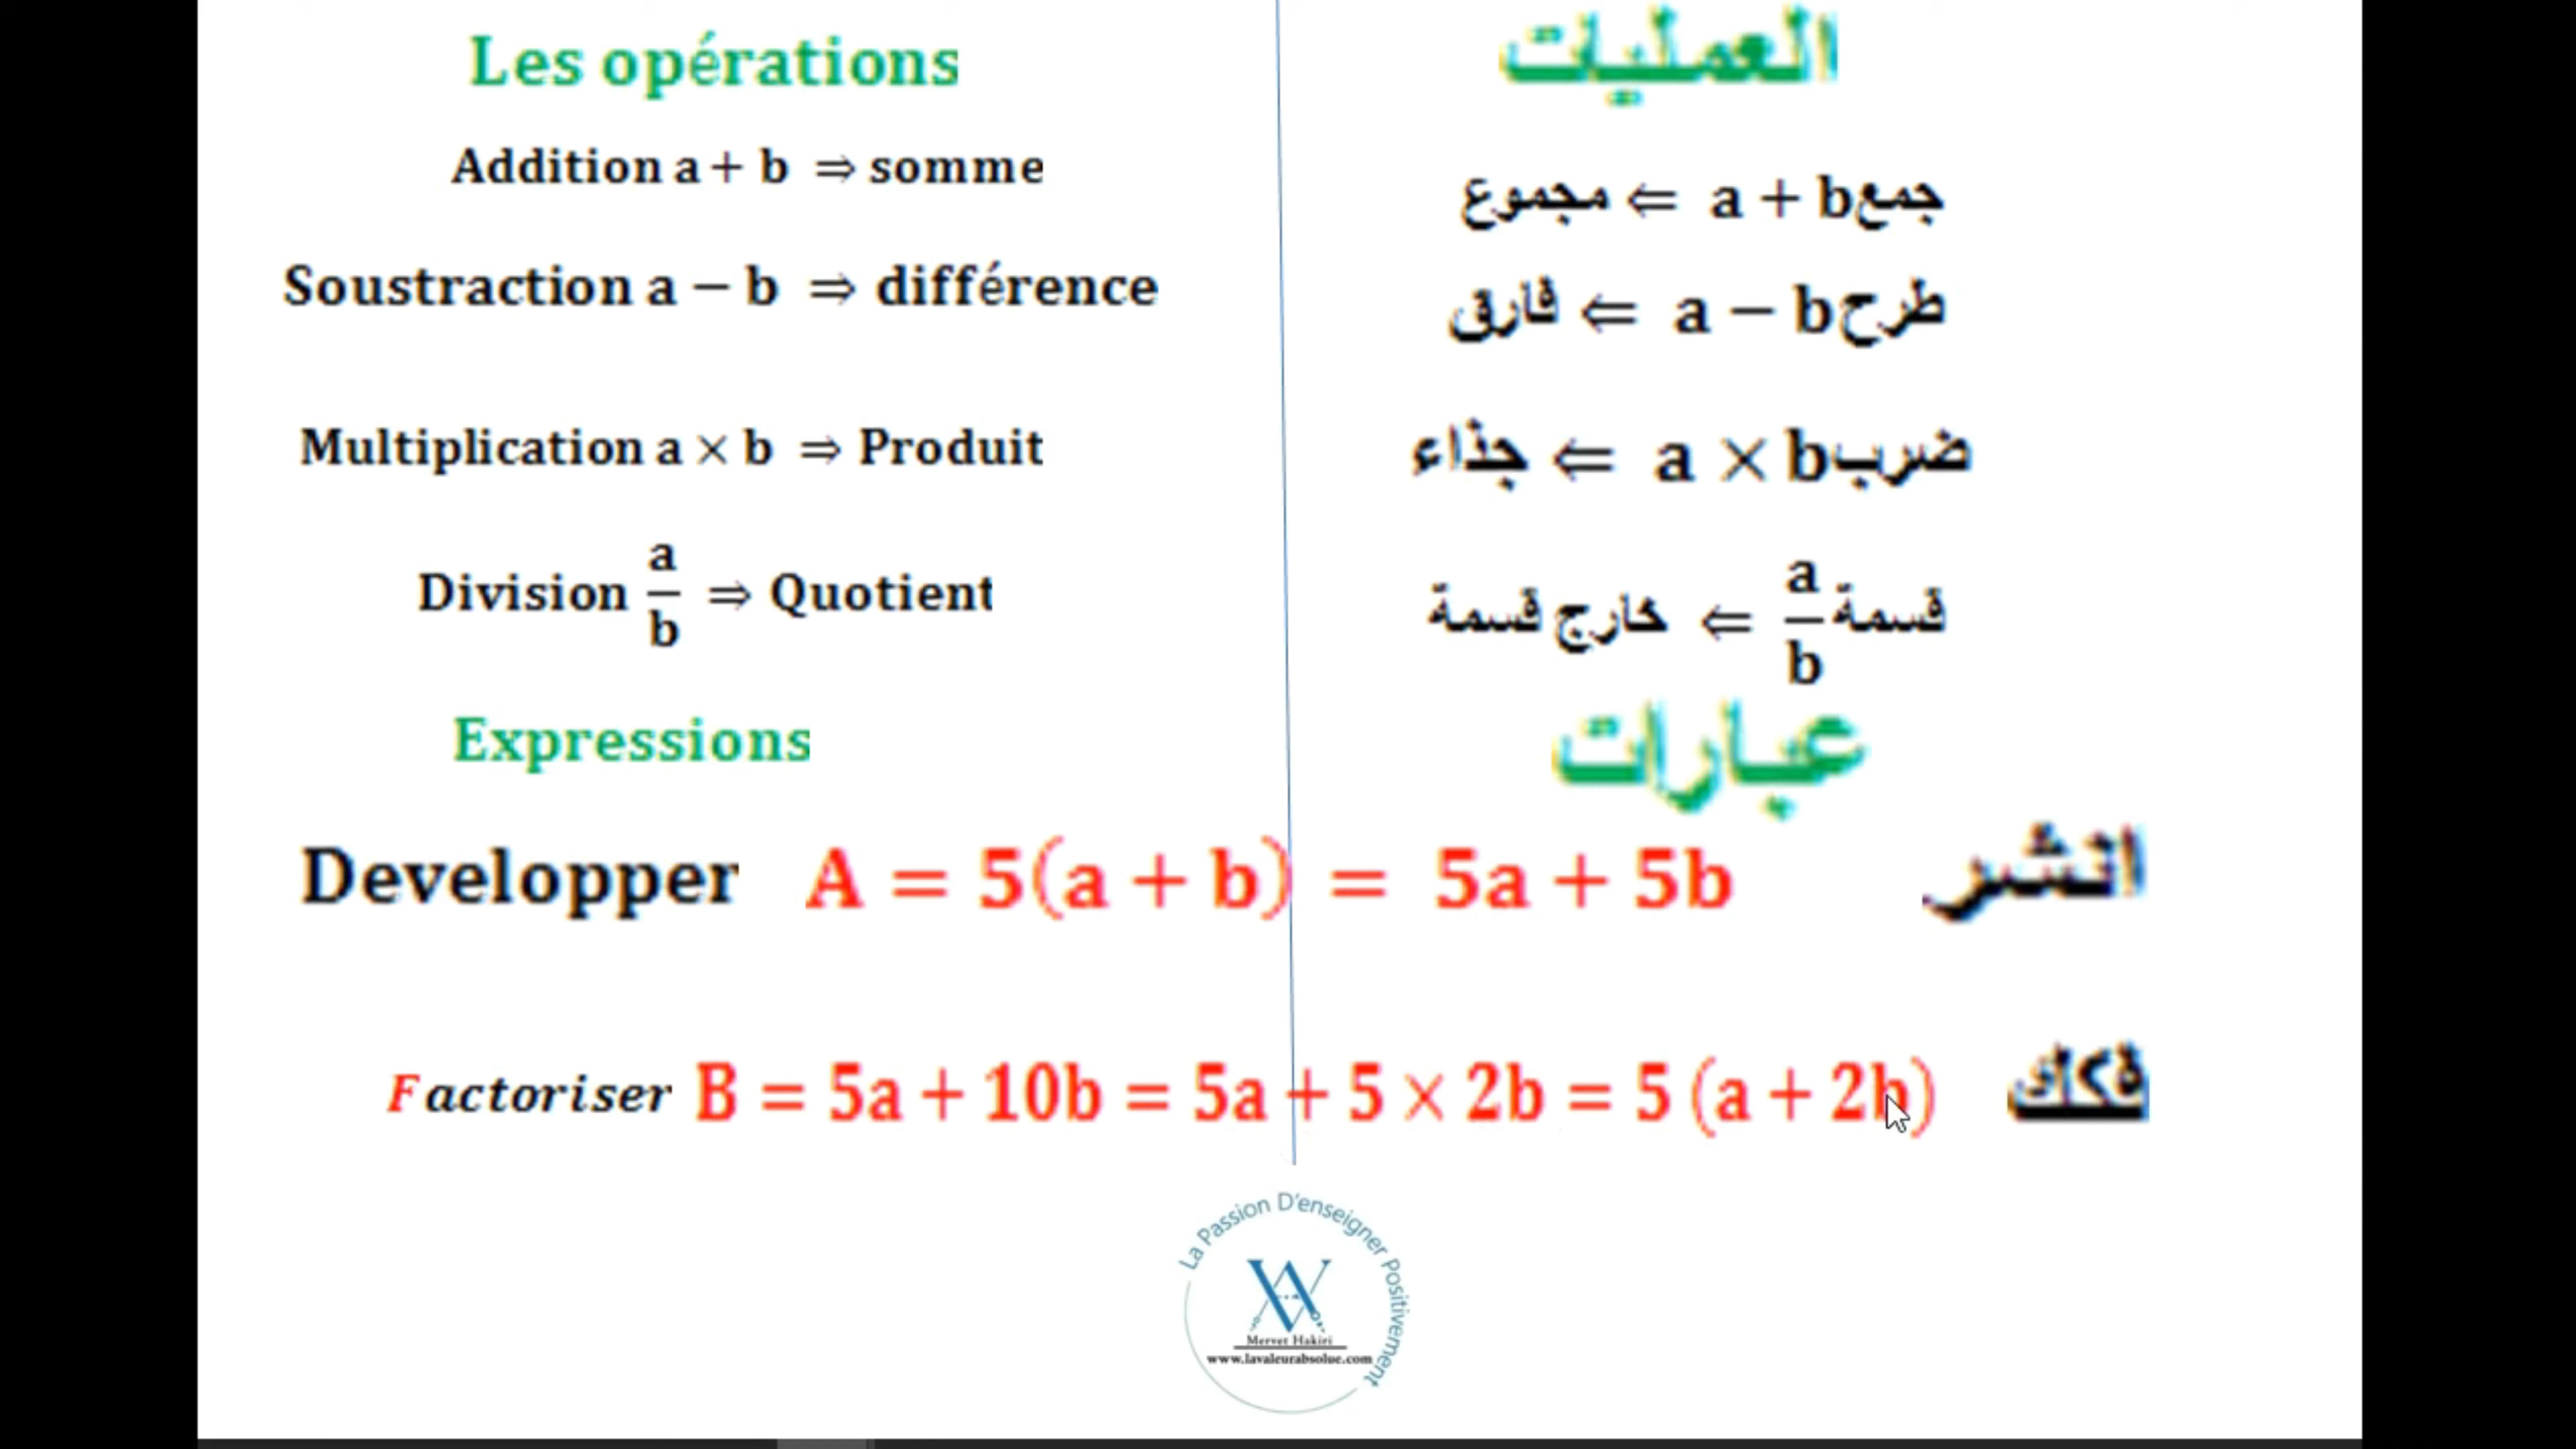 Les opérations
العمليات
Addition a + b ⇒ somme
جمع a + b ⇐ مجموع
Soustraction a − b ⇒ différence
طرح a − b ⇐ فارق
Multiplication a × b ⇒ Produit
ضرب a × b ⇐ جذاء
Division a/b ⇒ Quotient
قسمة a/b ⇐ خارج قسمة
Expressions
عبارات
Developper A = 5(a + b) = 5a + 5b انشر
Factoriser B = 5a + 10b = 5a + 5 × 2b = 5 (a + 2b) فكك
La Passion D'enseigner Positivement
VA
Mervet Hakiri
www.lavaleurabsolue.com